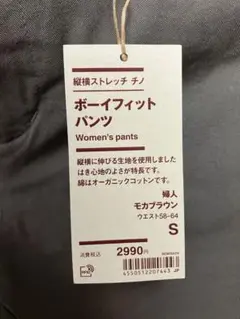 縦横ストレッチ チノ
ボーイフィット
パンツ
Women's pants
縦横に伸びる生地を使用しました
はき心地のよさが特長です。
綿はオーガニックコットンです。
婦人
モカブラウン
ウエスト58-64
S
消費税込 2990円
4550512207443 JP